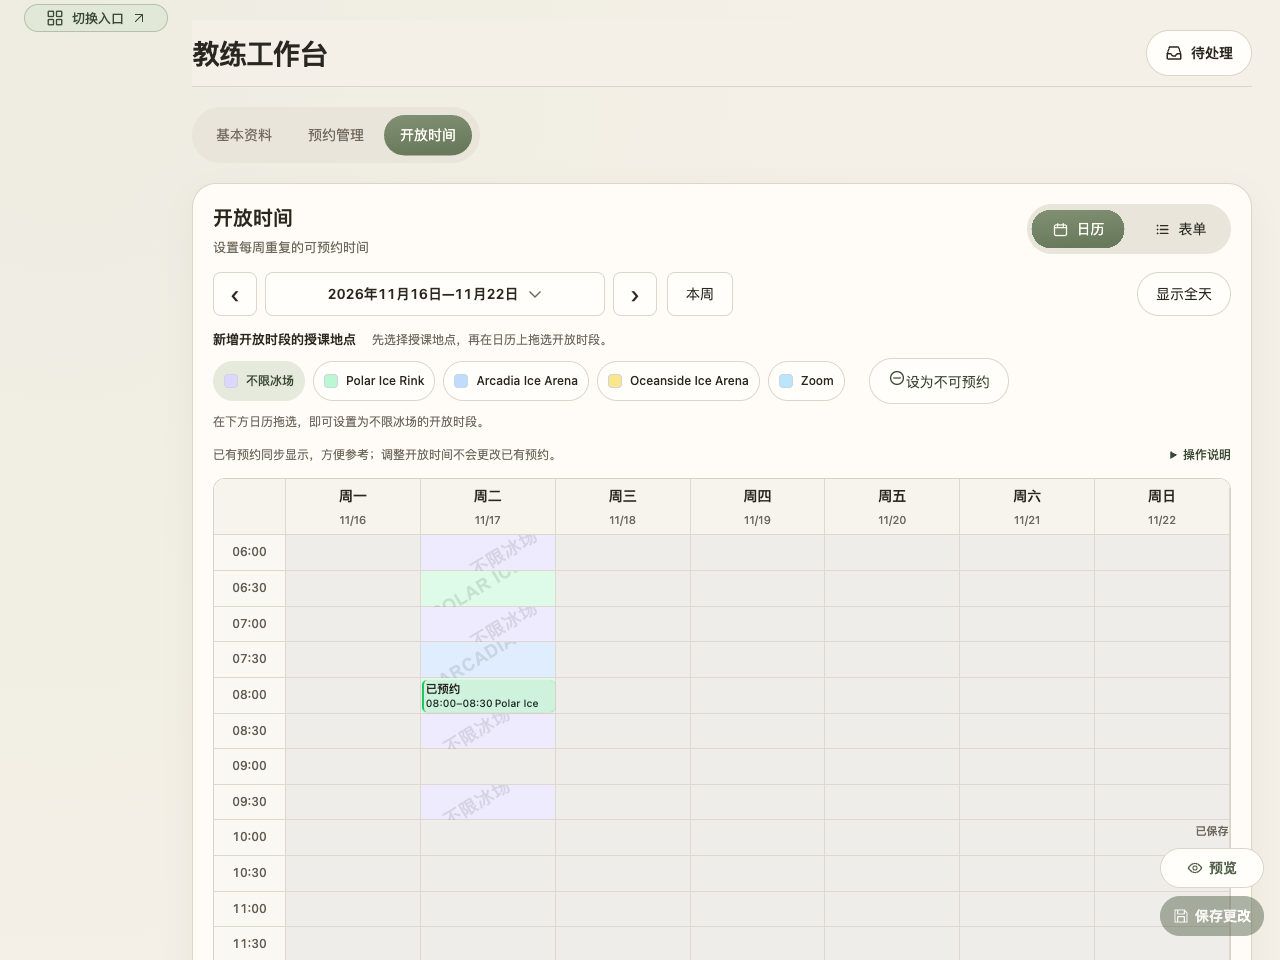 切换入口
教练工作台
待处理
基本资料
预约管理
开放时间
开放时间
设置每周重复的可预约时间
日历
表单
2026年11月16日—11月22日
本周
显示全天
新增开放时段的授课地点
先选择授课地点，再在日历上拖选开放时段。
不限冰场
Polar Ice Rink
Arcadia Ice Arena
Oceanside Ice Arena
Zoom
设为不可预约
在下方日历拖选，即可设置为不限冰场的开放时段。
已有预约同步显示，方便参考；调整开放时间不会更改已有预约。
操作说明
周一
周二
周三
周四
周五
周六
周日
11/16
11/17
11/18
11/19
11/20
11/21
11/22
06:00
不限冰场
06:30
POLAR IC
07:00
不限冰场
07:30
ARCADIA
08:00
已预约
08:00–08:30 Polar Ice
08:30
不限冰场
09:00
09:30
不限冰场
10:00
已保存
10:30
预览
11:00
保存更改
11:30